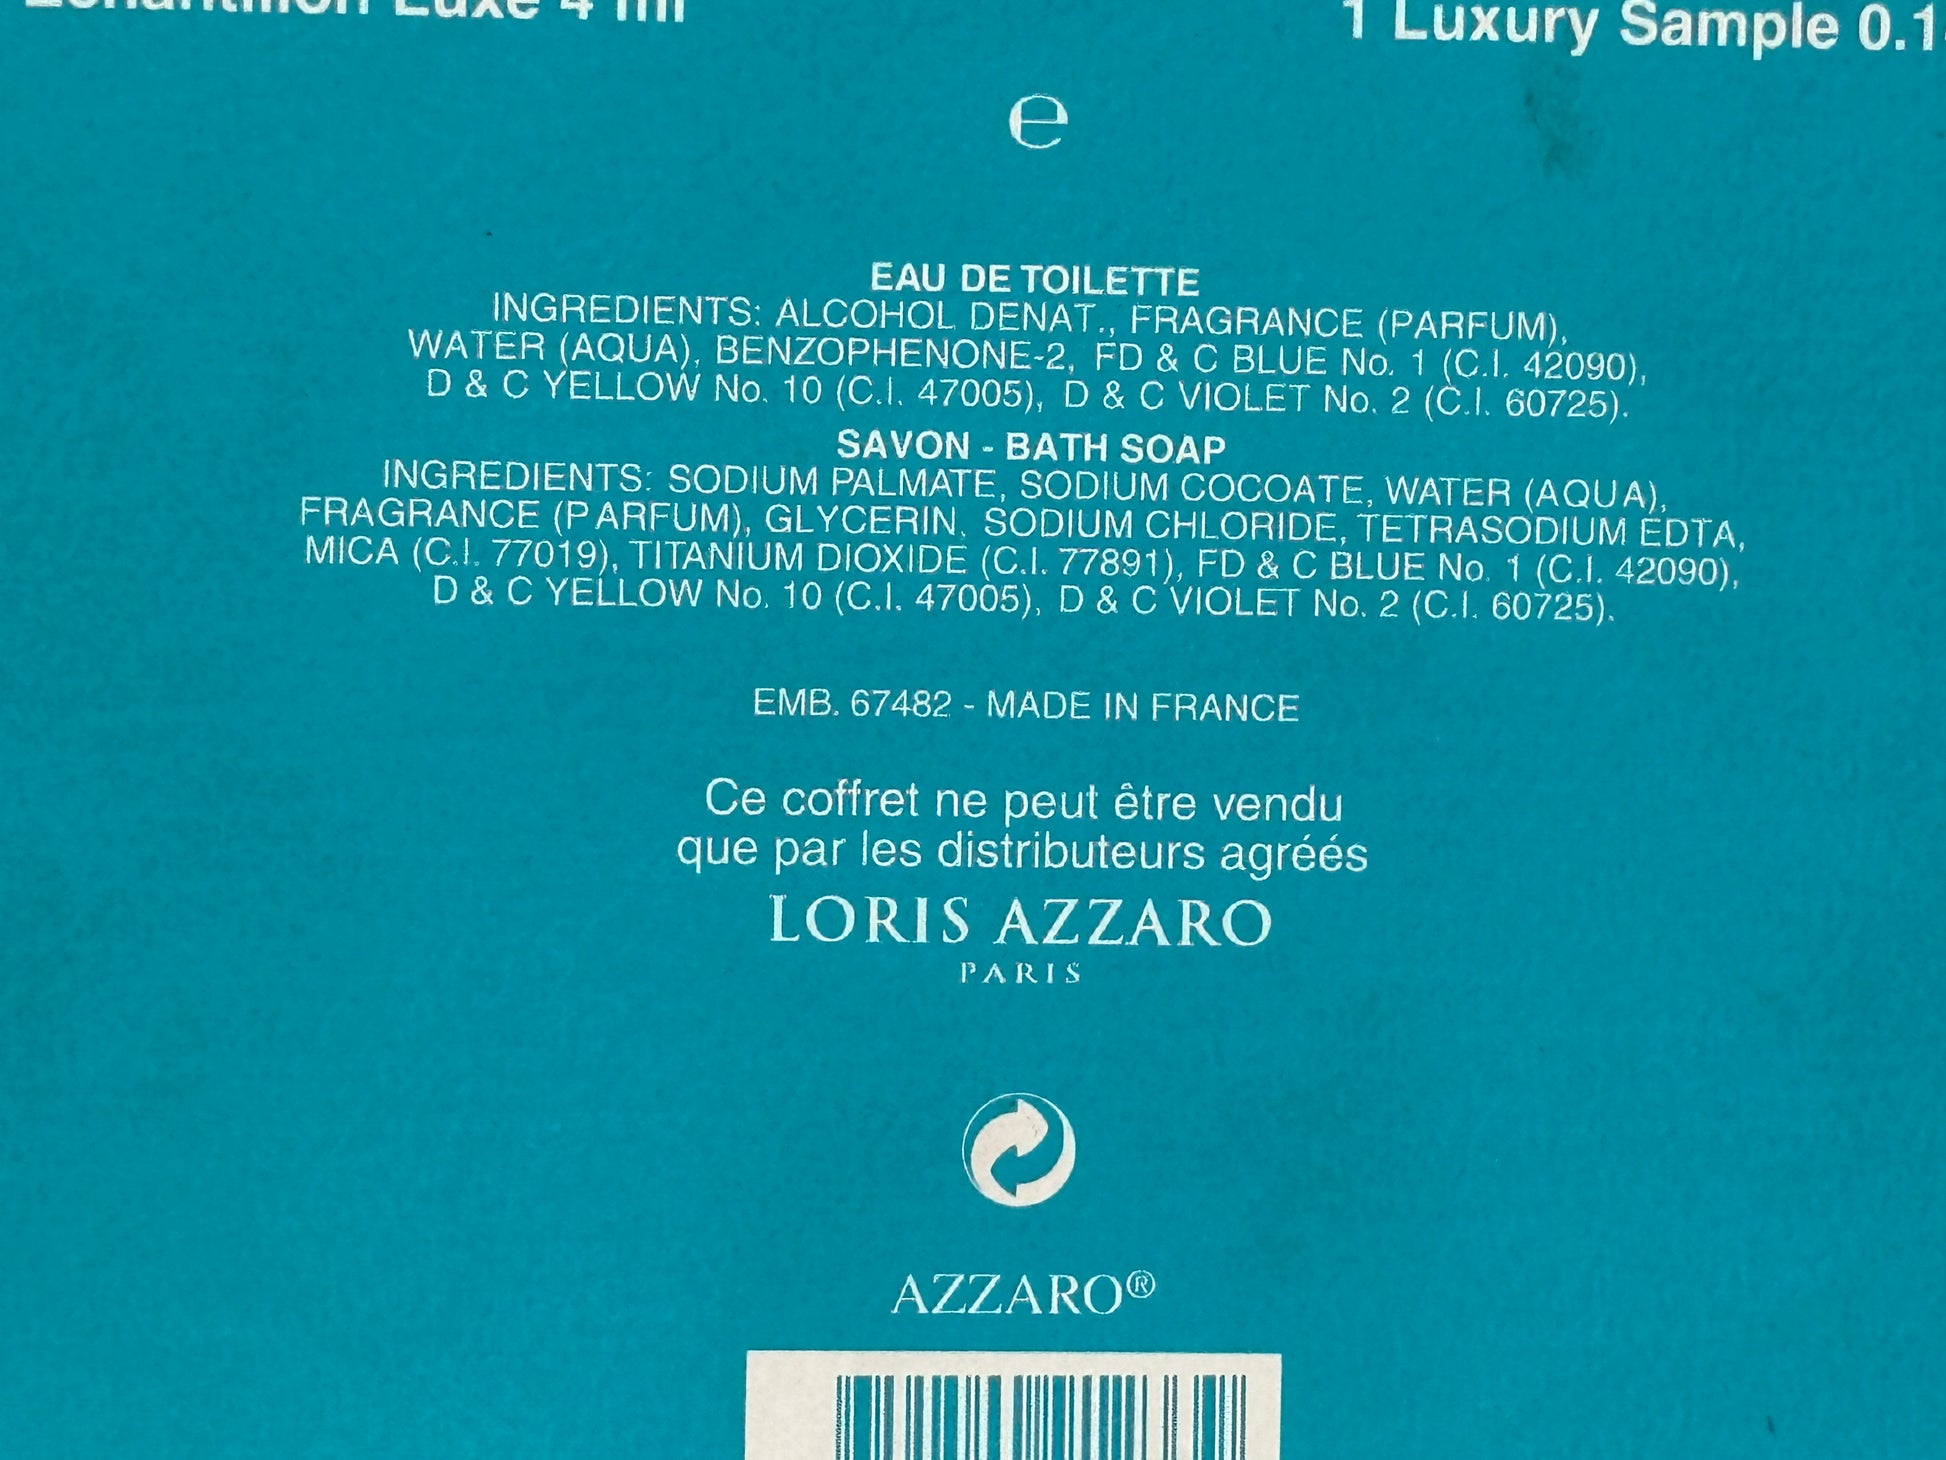 Echantillon Luxe 4 ml
1 Luxury Sample 0.1
e
EAU DE TOILETTE
INGREDIENTS: ALCOHOL DENAT., FRAGRANCE (PARFUM),
WATER (AQUA), BENZOPHENONE-2, FD & C BLUE No. 1 (C.I. 42090),
D & C YELLOW No. 10 (C.I. 47005), D & C VIOLET No. 2 (C.I. 60725).
SAVON - BATH SOAP
INGREDIENTS: SODIUM PALMATE, SODIUM COCOATE, WATER (AQUA),
FRAGRANCE (PARFUM), GLYCERIN, SODIUM CHLORIDE, TETRASODIUM EDTA,
MICA (C.I. 77019), TITANIUM DIOXIDE (C.I. 77891), FD & C BLUE No. 1 (C.I. 42090),
D & C YELLOW No. 10 (C.I. 47005), D & C VIOLET No. 2 (C.I. 60725).
EMB. 67482 - MADE IN FRANCE
Ce coffret ne peut être vendu
que par les distributeurs agréés
LORIS AZZARO
PARIS
AZZARO®